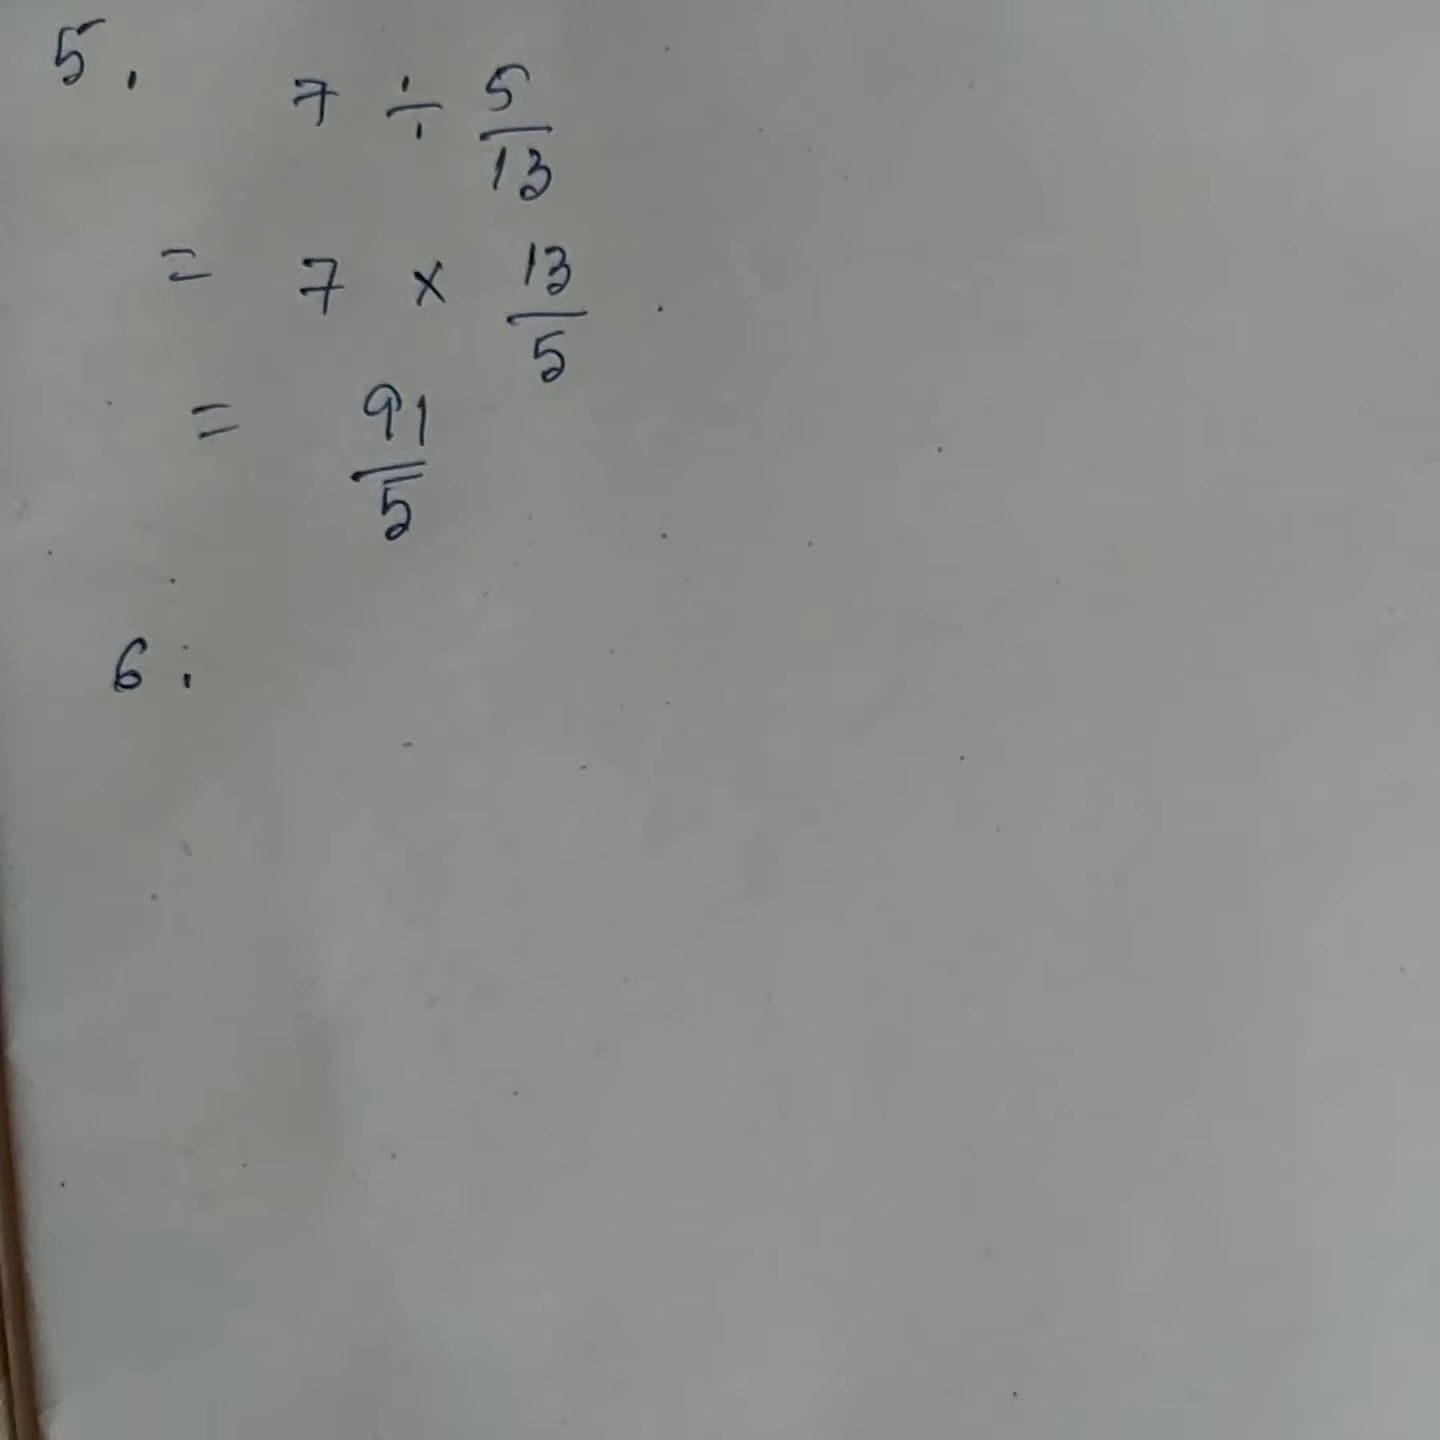 5. 7 ÷ 5/13
= 7 × 13/5
= 91/5
6.